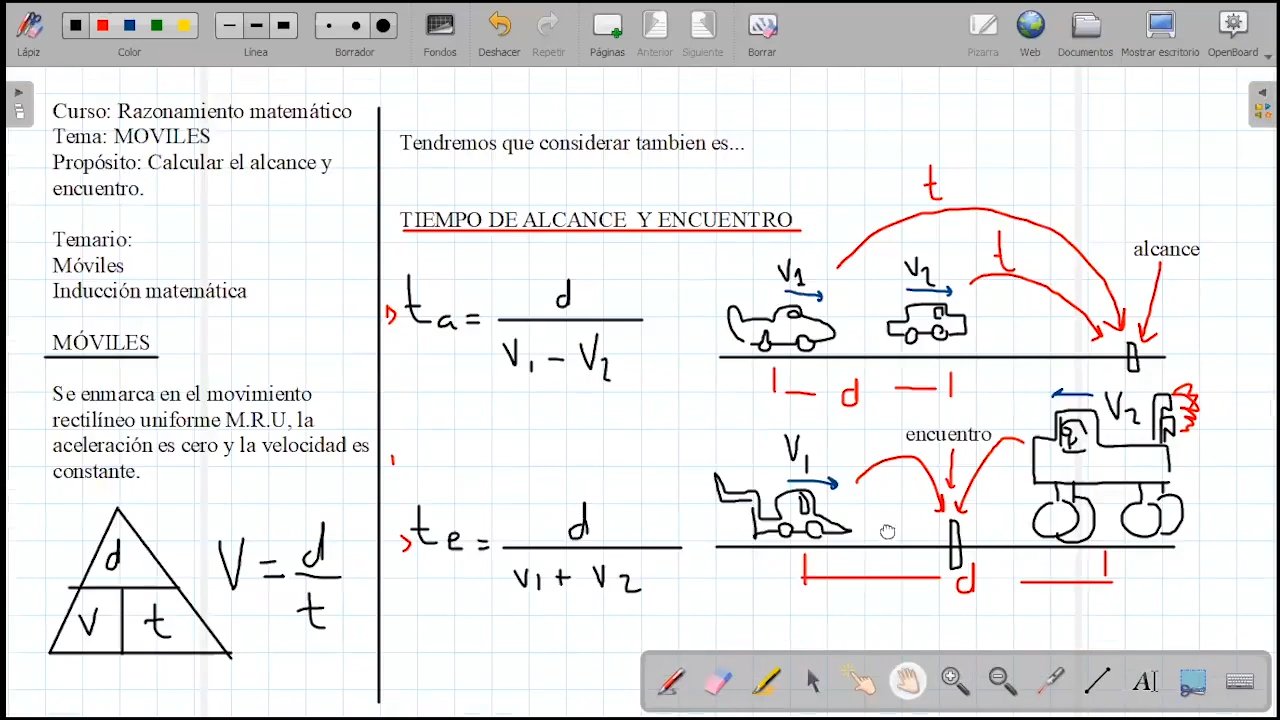 Lápiz
Color
Línea
Borrador
Fondos
Deshacer
Repetir
Páginas
Anterior
Siguiente
Borrar
Pizarra
Web
Documentos
Mostrar escritorio
OpenBoard
Curso: Razonamiento matemático
Tema: MOVILES
Propósito: Calcular el alcance y
encuentro.
Temario:
Móviles
Inducción matemática
MÓVILES
Se enmarca en el movimiento
rectilíneo uniforme M.R.U, la
aceleración es cero y la velocidad es
constante.
d
V t
V = d/t
Tendremos que considerar tambien es...
TIEMPO DE ALCANCE Y ENCUENTRO
ta = d/(V1 - V2)
t
t
V1
V2
alcance
d
te = d/(V1 + V2)
V1
encuentro
V2
d
AI